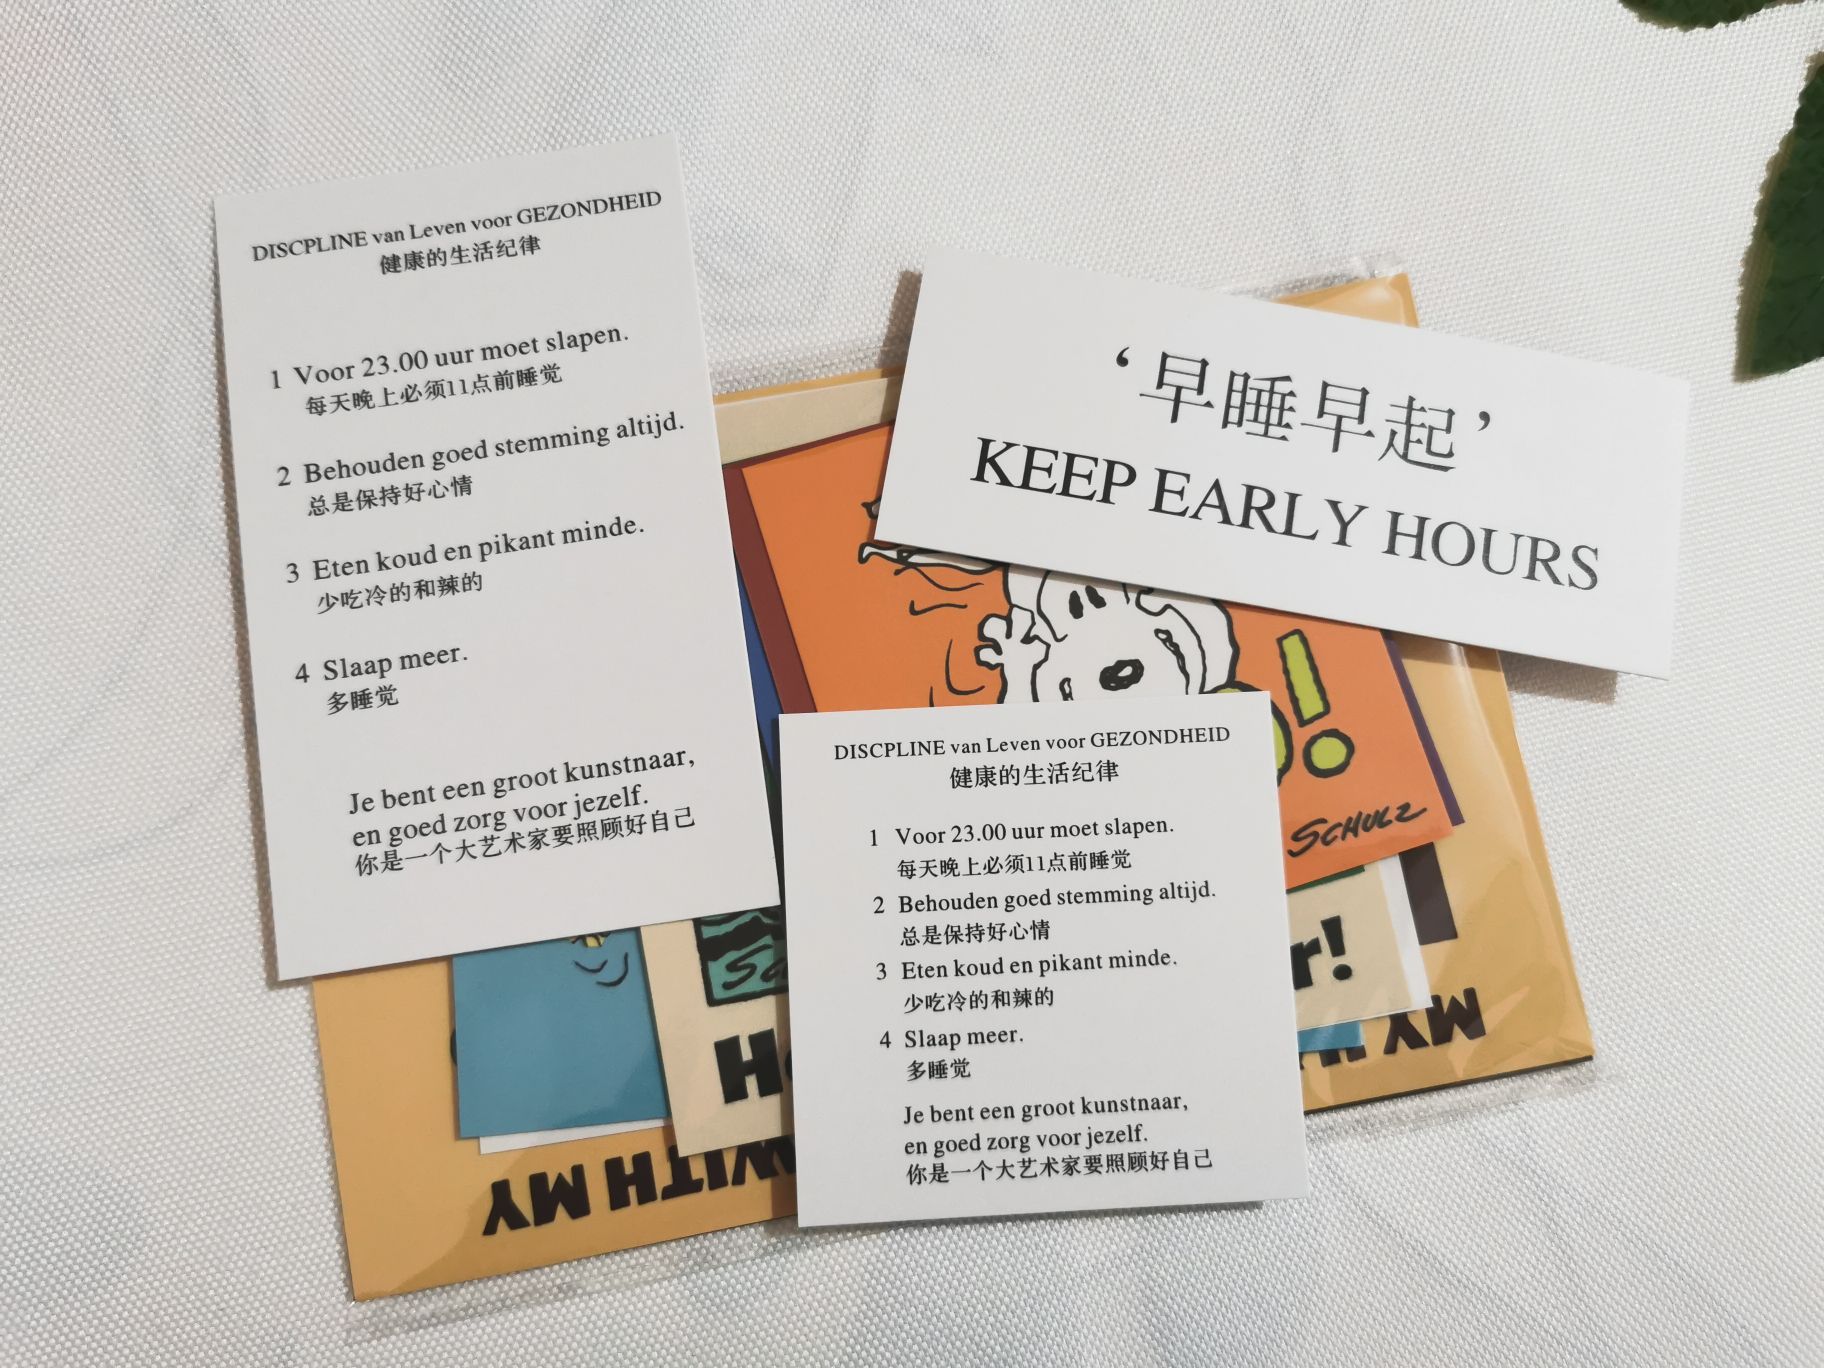 DISCPLINE van Leven voor GEZONDHEID
健康的生活纪律
1 Voor 23.00 uur moet slapen.
每天晚上必须11点前睡觉
2 Behouden goed stemming altijd.
总是保持好心情
3 Eten koud en pikant minde.
少吃冷的和辣的
4 Slaap meer.
多睡觉
Je bent een groot kunstnaar,
en goed zorg voor jezelf.
你是一个大艺术家要照顾好自己
‘早睡早起’
KEEP EARLY HOURS
SCHULZ
DISCPLINE van Leven voor GEZONDHEID
健康的生活纪律
1 Voor 23.00 uur moet slapen.
每天晚上必须11点前睡觉
2 Behouden goed stemming altijd.
总是保持好心情
3 Eten koud en pikant minde.
少吃冷的和辣的
4 Slaap meer.
多睡觉
Je bent een groot kunstnaar,
en goed zorg voor jezelf.
你是一个大艺术家要照顾好自己
MY
WITH MY